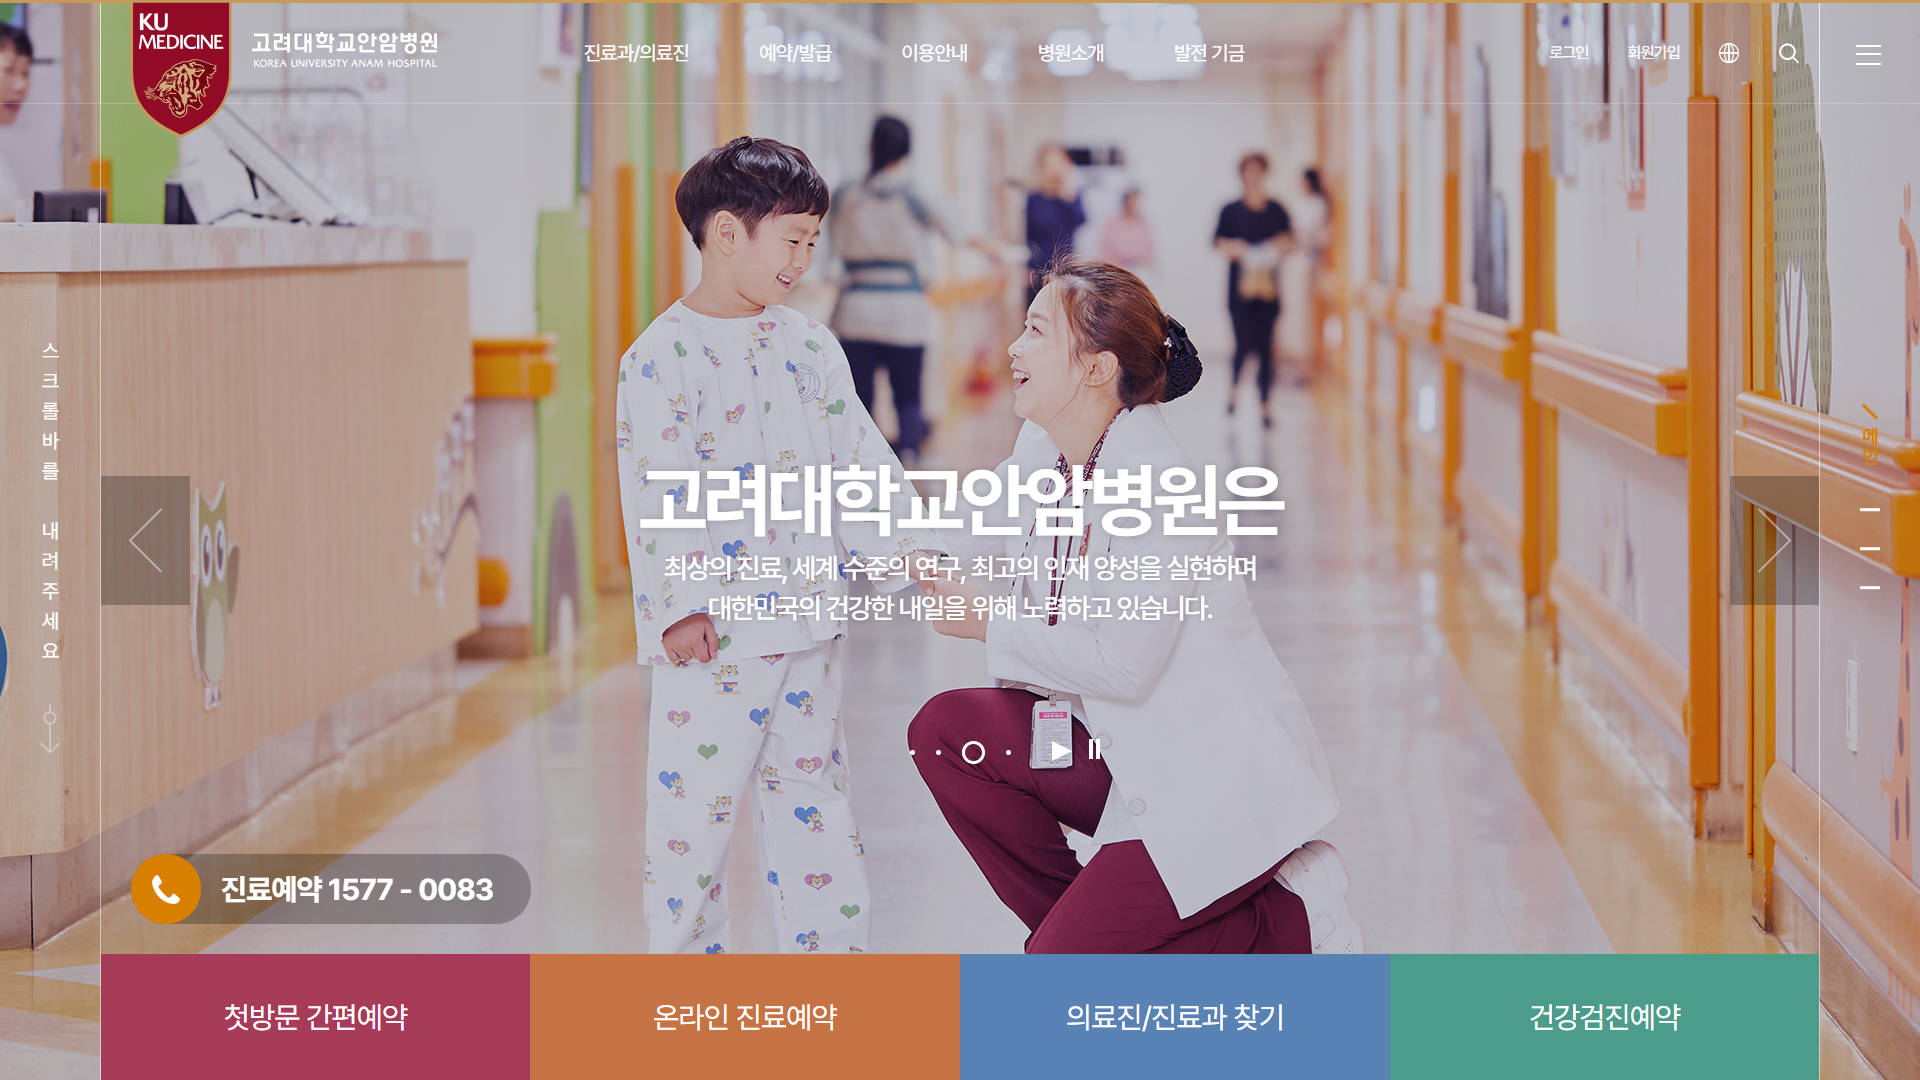 KU
MEDICINE
고려대학교안암병원
KOREA UNIVERSITY ANAM HOSPITAL
진료과/의료진
예약/발급
이용안내
병원소개
발전 기금
로그인
회원가입
스크롤바를 내려주세요
메인
고려대학교안암병원은
최상의 진료, 세계 수준의 연구, 최고의 인재 양성을 실현하며
대한민국의 건강한 내일을 위해 노력하고 있습니다.
진료예약 1577 - 0083
첫방문 간편예약
온라인 진료예약
의료진/진료과 찾기
건강검진예약